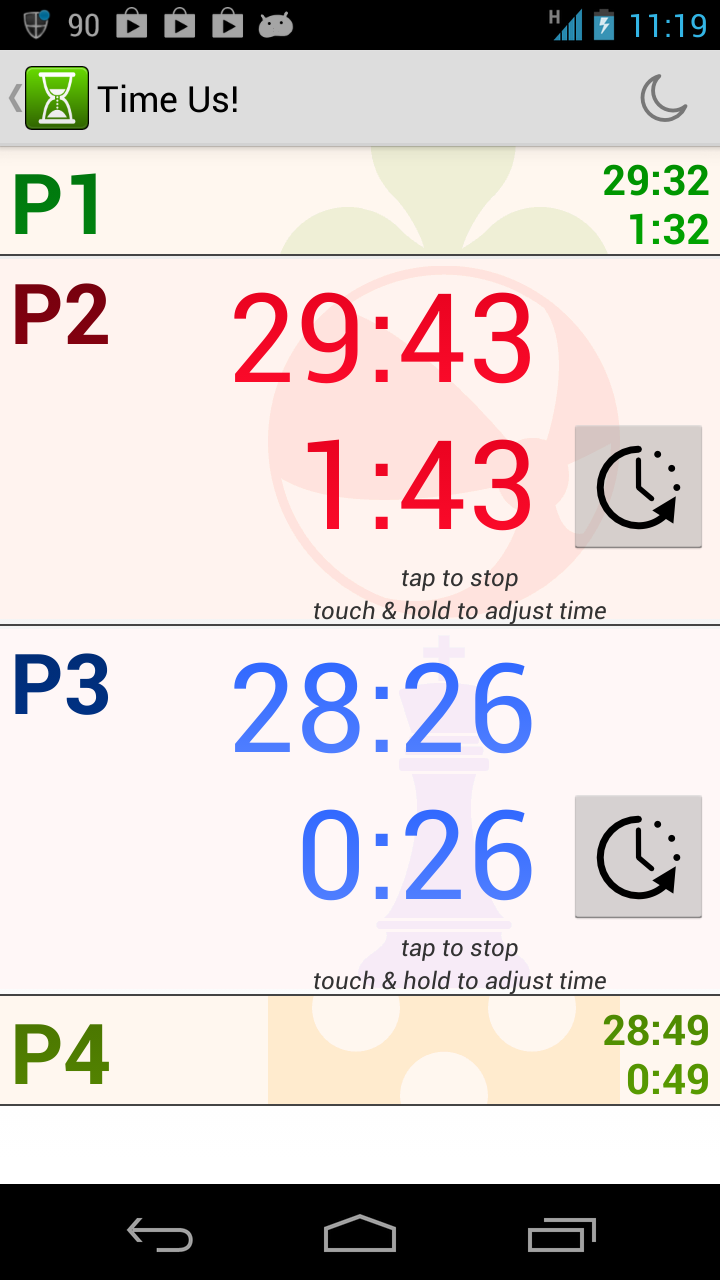 90 H 11:19
Time Us!
P1 29:32
1:32
P2 29:43
1:43
tap to stop
touch & hold to adjust time
P3 28:26
0:26
tap to stop
touch & hold to adjust time
P4 28:49
0:49